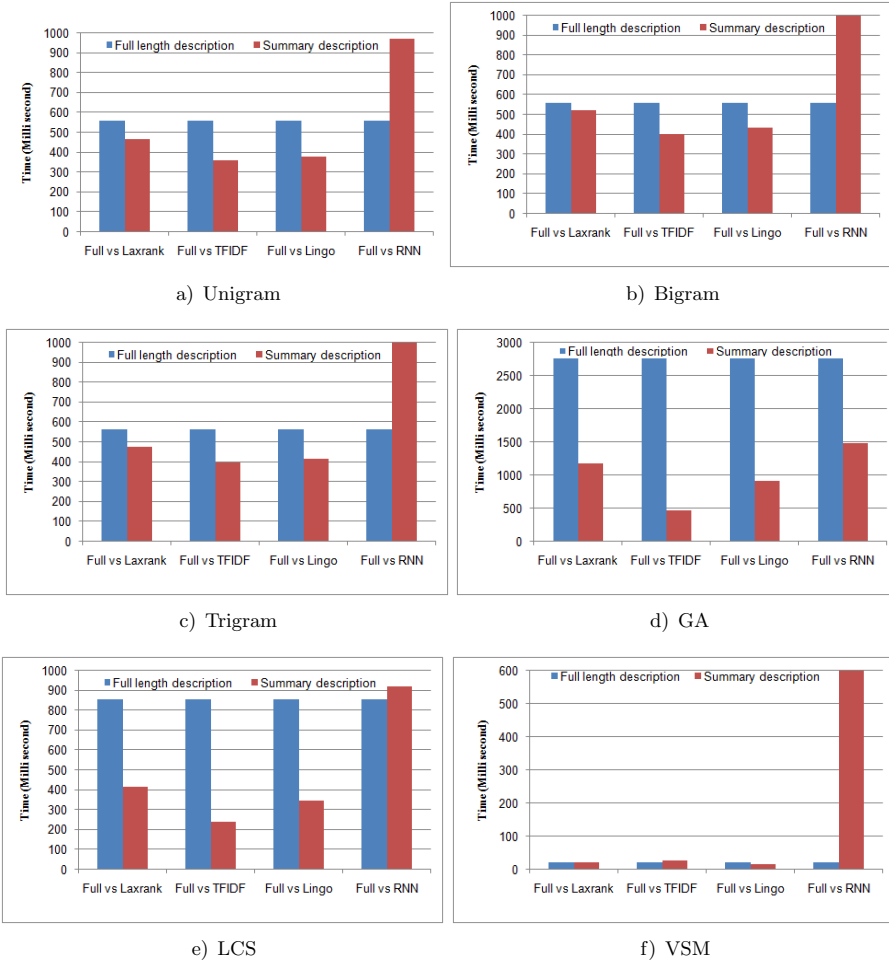 Full length description Summary description
Time (Milli second)
1000
900
800
700
600
500
400
300
200
100
0
Full vs Laxrank Full vs TFIDF Full vs Lingo Full vs RNN
a) Unigram
Full length description Summary description
Time (Milli second)
1000
900
800
700
600
500
400
300
200
100
0
Full vs Laxrank Full vs TFIDF Full vs Lingo Full vs RNN
b) Bigram
Full length description Summary description
Time (Milli second)
1000
900
800
700
600
500
400
300
200
100
0
Full vs Laxrank Full vs TFIDF Full vs Lingo Full vs RNN
c) Trigram
Full length description Summary description
Time (Milli second)
3000
2500
2000
1500
1000
500
0
Full vs Laxrank Full vs TFIDF Full vs Lingo Full vs RNN
d) GA
Full length description Summary description
Time (Milli second)
1000
900
800
700
600
500
400
300
200
100
0
Full vs Laxrank Full vs TFIDF Full vs Lingo Full vs RNN
e) LCS
Full length description Summary description
Time (Milli second)
600
500
400
300
200
100
0
Full vs Laxrank Full vs TFIDF Full vs Lingo Full vs RNN
f) VSM